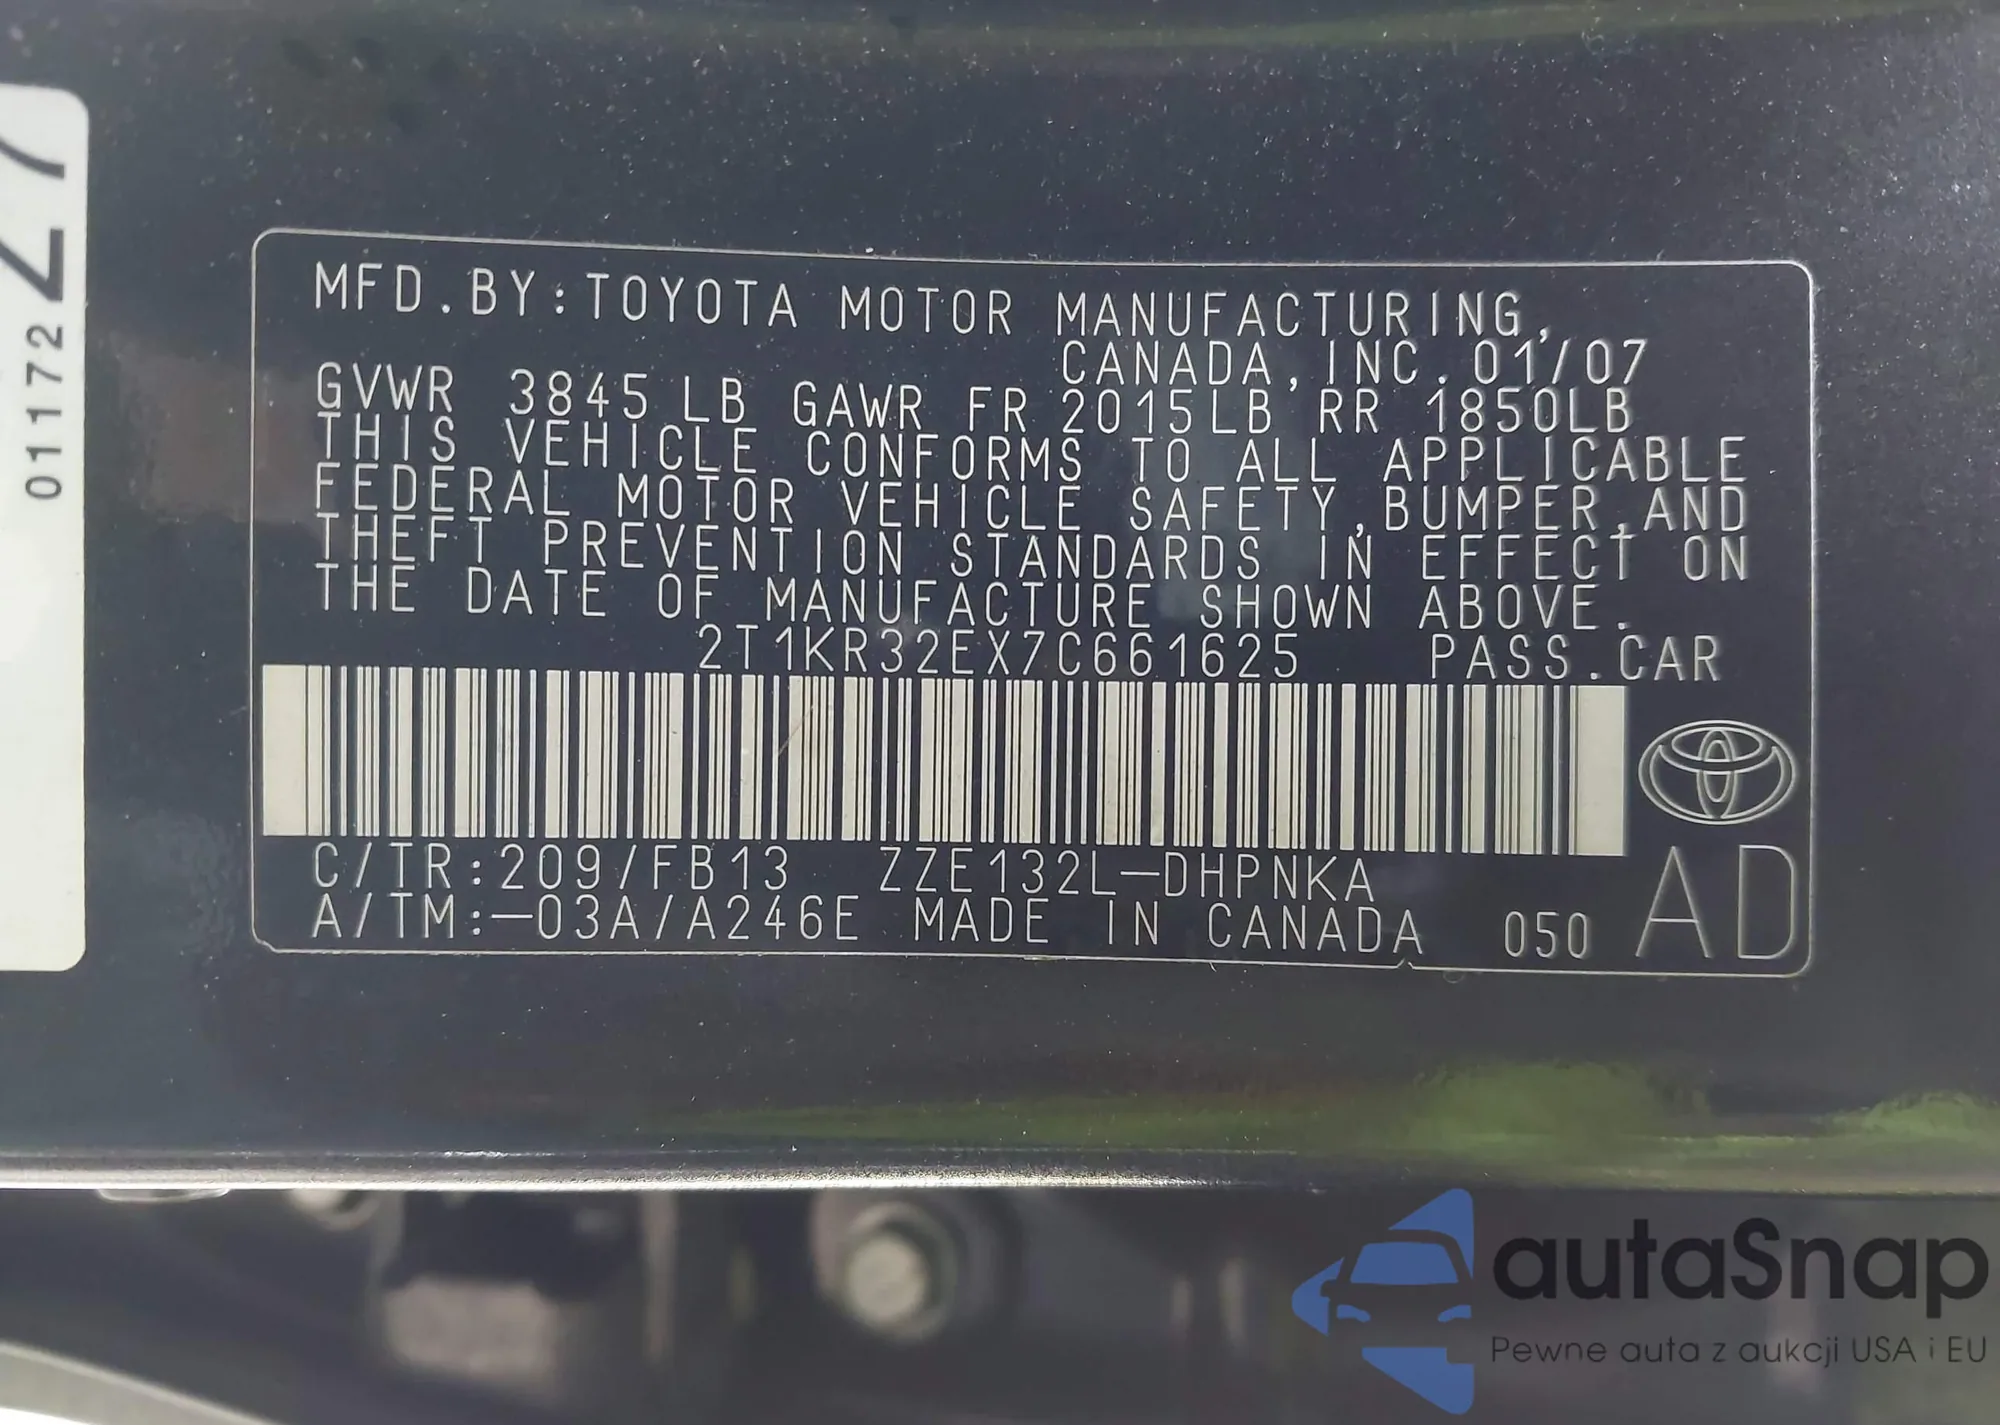 27
01172
MFD.BY:TOYOTA MOTOR MANUFACTURING,
CANADA,INC.01/07
GVWR 3845LB GAWR FR 2015LB RR 1850LB
THIS VEHICLE CONFORMS TO ALL APPLICABLE
FEDERAL MOTOR VEHICLE SAFETY,BUMPER,AND
THEFT PREVENTION STANDARDS IN EFFECT ON
THE DATE OF MANUFACTURE SHOWN ABOVE.
2T1KR32EX7C661625 PASS.CAR
C/TR:209/FB13 ZZE132L-DHPNKA
A/TM:-03A/A246E MADE IN CANADA 050 AD
autaSnap
Pewne auta z aukcji USA i EU